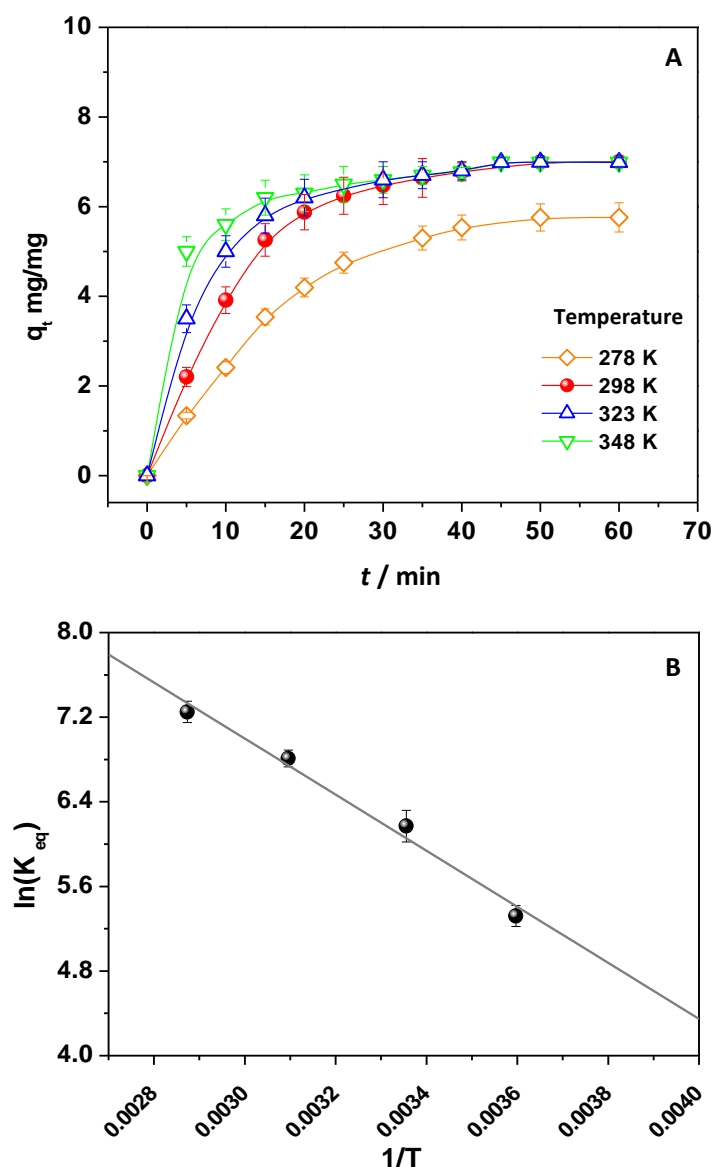 A
10
8
6
4
2
0
q_t mg/mg
Temperature
278 K
298 K
323 K
348 K
0 10 20 30 40 50 60 70
t / min
B
8.0
7.2
6.4
5.6
4.8
4.0
ln(K_eq)
0.0028 0.0030 0.0032 0.0034 0.0036 0.0038 0.0040
1/T